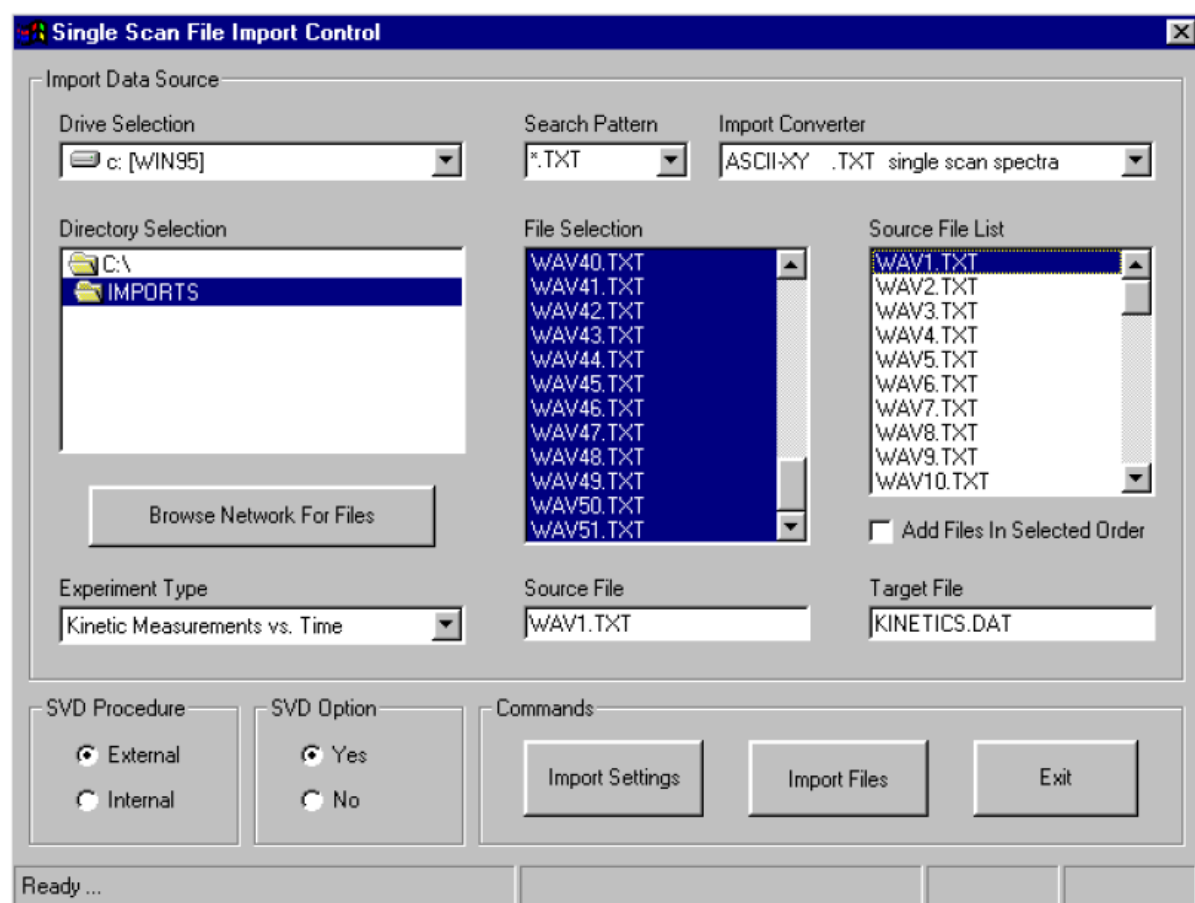 Single Scan File Import Control
Import Data Source
Drive Selection
c: [WIN95]
Search Pattern
*.TXT
Import Converter
ASCII-XY .TXT single scan spectra
Directory Selection
C:\
IMPORTS
File Selection
WAV40.TXT
WAV41.TXT
WAV42.TXT
WAV43.TXT
WAV44.TXT
WAV45.TXT
WAV46.TXT
WAV47.TXT
WAV48.TXT
WAV49.TXT
WAV50.TXT
WAV51.TXT
Source File List
WAV1.TXT
WAV2.TXT
WAV3.TXT
WAV4.TXT
WAV5.TXT
WAV6.TXT
WAV7.TXT
WAV8.TXT
WAV9.TXT
WAV10.TXT
Browse Network For Files
Add Files In Selected Order
Experiment Type
Kinetic Measurements vs. Time
Source File
WAV1.TXT
Target File
KINETICS.DAT
SVD Procedure
External
Internal
SVD Option
Yes
No
Commands
Import Settings
Import Files
Exit
Ready ...